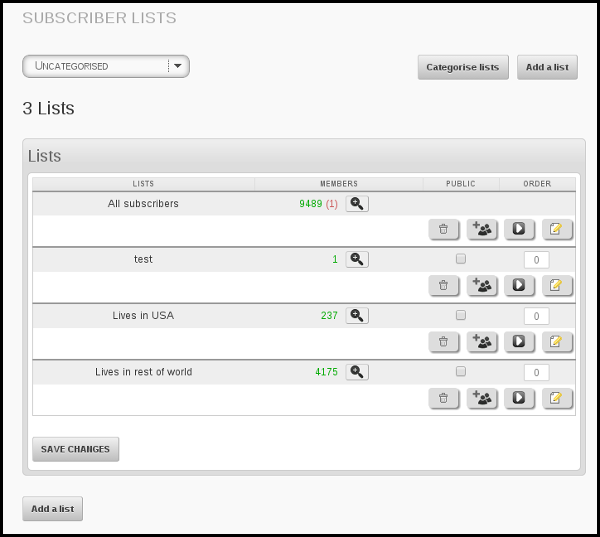 SUBSCRIBER LISTS
UNCATEGORISED
Categorise lists Add a list
3 Lists
Lists
LISTS MEMBERS PUBLIC ORDER
All subscribers 9489 (1)
test 1 0
Lives in USA 237 0
Lives in rest of world 4175 0
SAVE CHANGES
Add a list